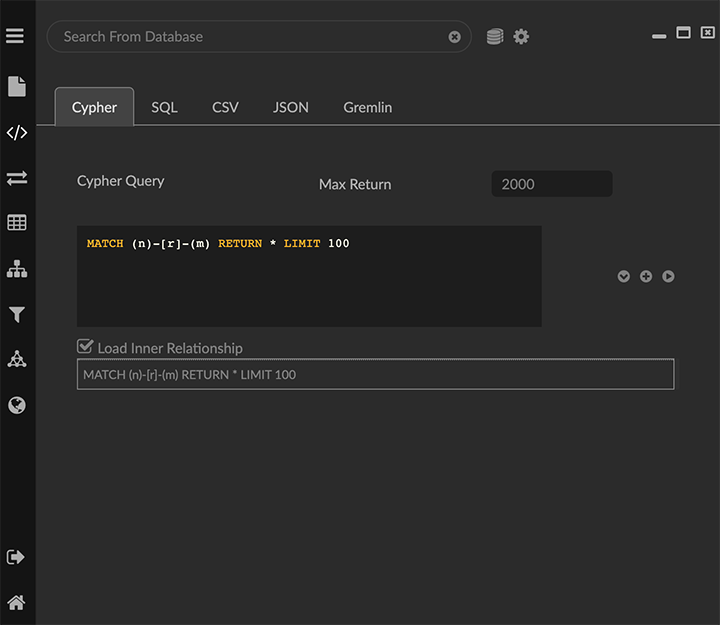 Search From Database
Cypher SQL CSV JSON Gremlin
Cypher Query Max Return 2000
MATCH (n)-[r]-(m) RETURN * LIMIT 100
Load Inner Relationship
MATCH (n)-[r]-(m) RETURN * LIMIT 100